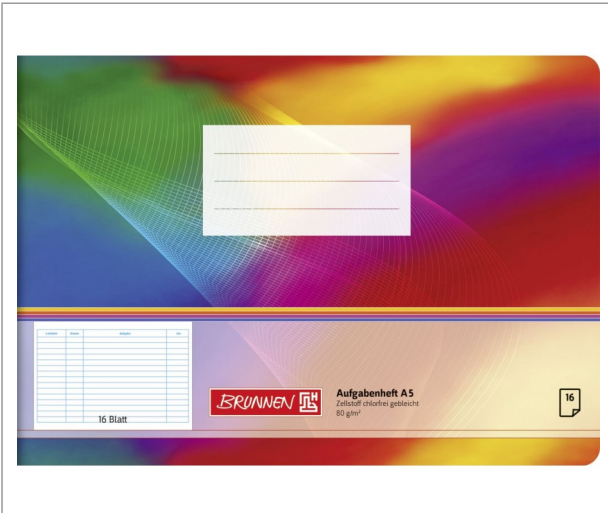 16 Blatt
BRUNNEN
Aufgabenheft A5
Zellstoff chlorfrei gebleicht
80 g/m²
16